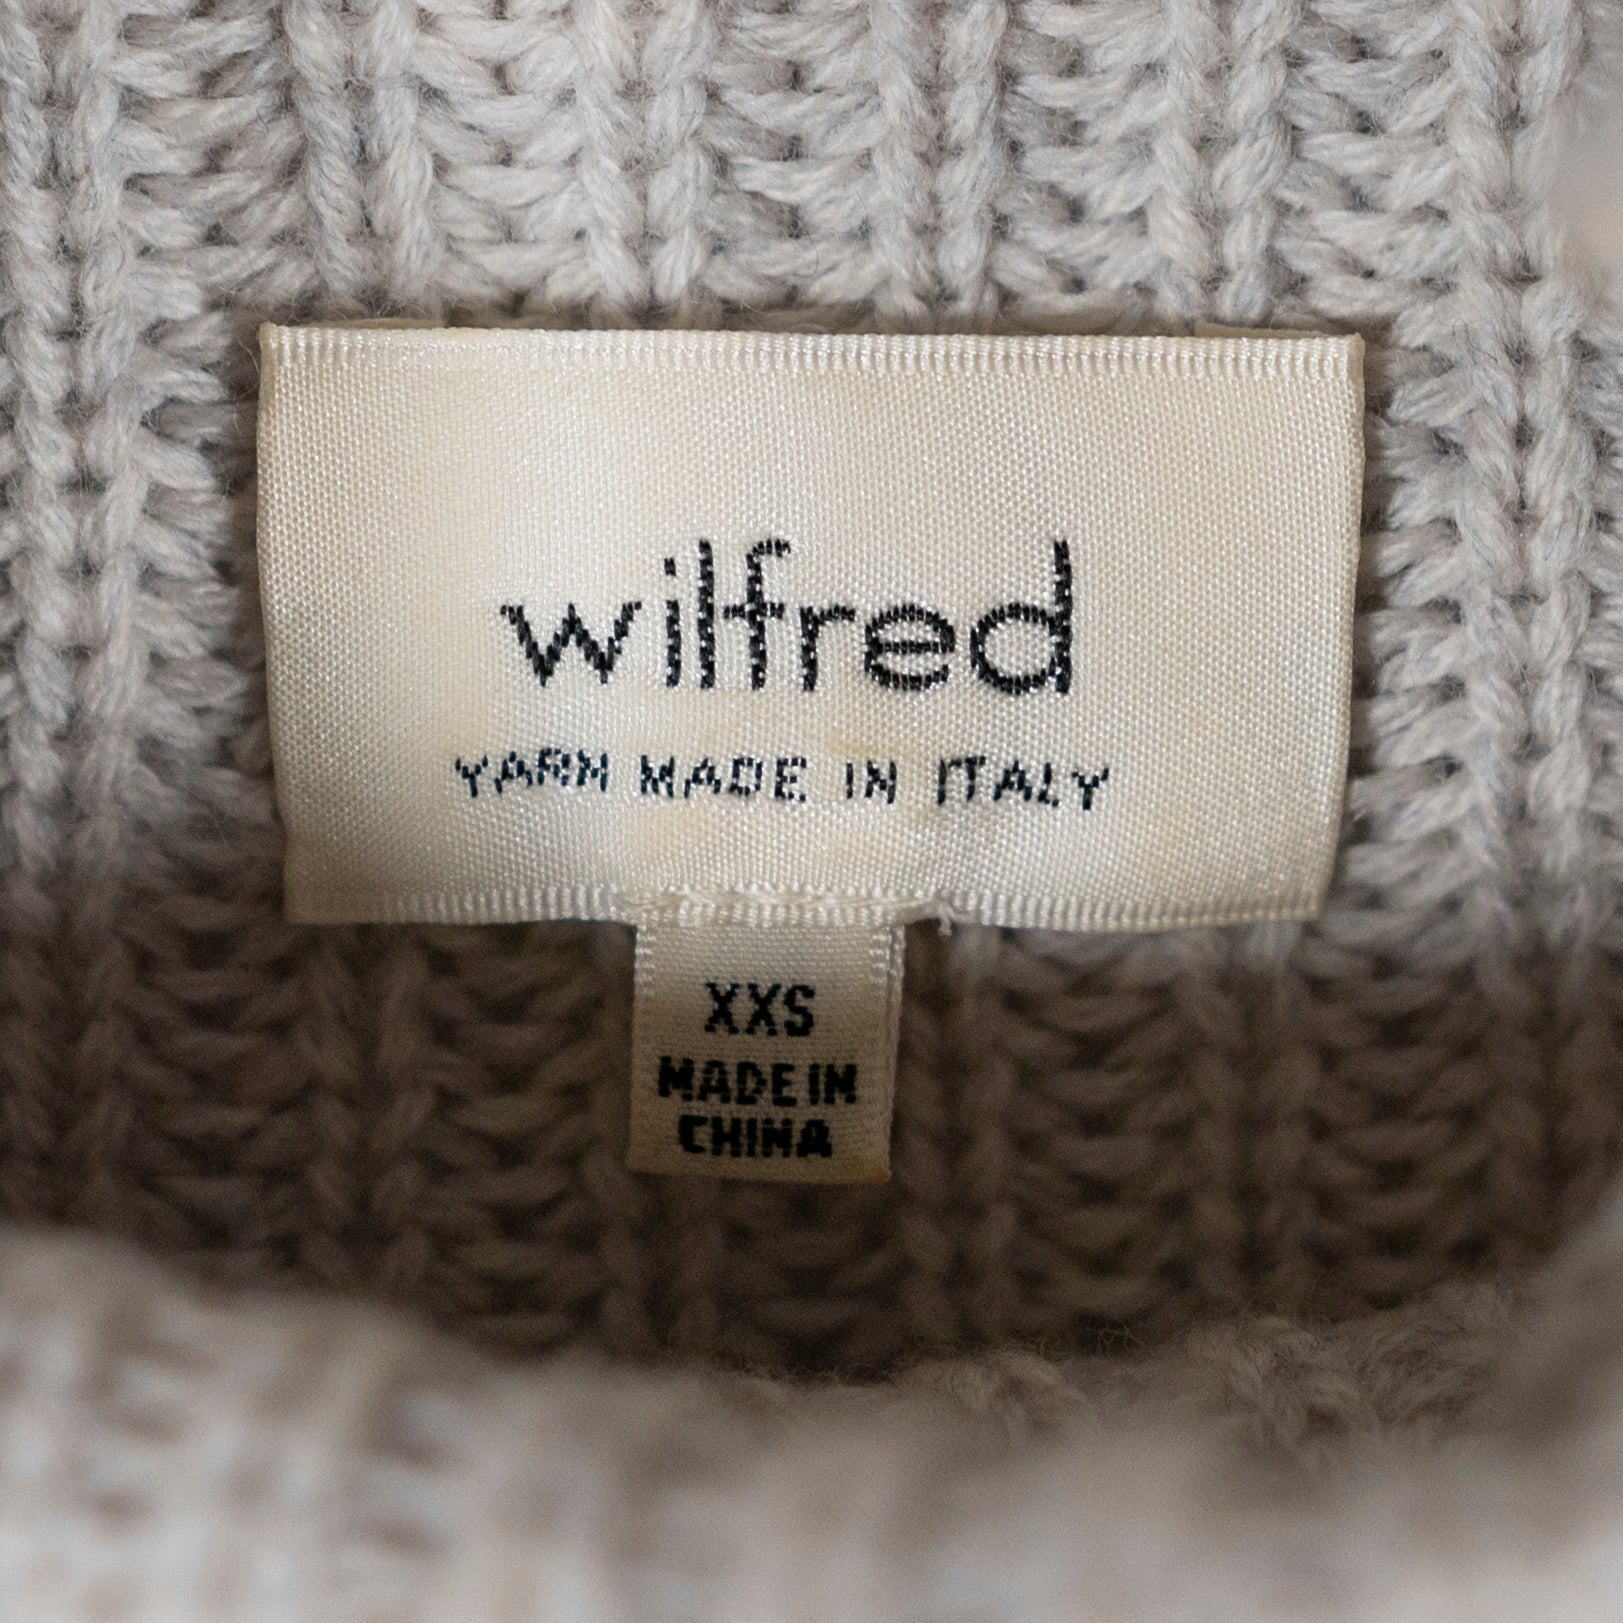 wilfred
YARN MADE IN ITALY
XXS
MADE IN
CHINA